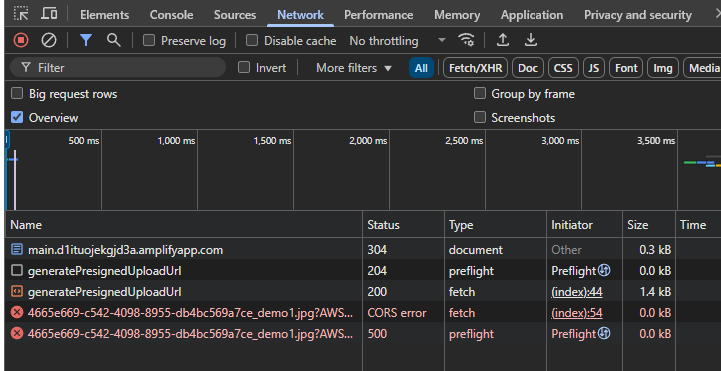 Elements Console Sources Network Performance Memory Application Privacy and security
Preserve log Disable cache No throttling
Filter Invert More filters All Fetch/XHR Doc CSS JS Font Img Media
Big request rows Group by frame
Overview Screenshots
500 ms 1,000 ms 1,500 ms 2,000 ms 2,500 ms 3,000 ms 3,500 ms
Name Status Type Initiator Size Time
main.d1ituojekgjd3a.amplifyapp.com 304 document Other 0.3 kB
generatePresignedUploadUrl 204 preflight Preflight 0.0 kB
generatePresignedUploadUrl 200 fetch (index):44 1.4 kB
4665e669-c542-4098-8955-db4bc569a7ce_demo1.jpg?AWS... CORS error fetch (index):54 0.0 kB
4665e669-c542-4098-8955-db4bc569a7ce_demo1.jpg?AWS... 500 preflight Preflight 0.0 kB